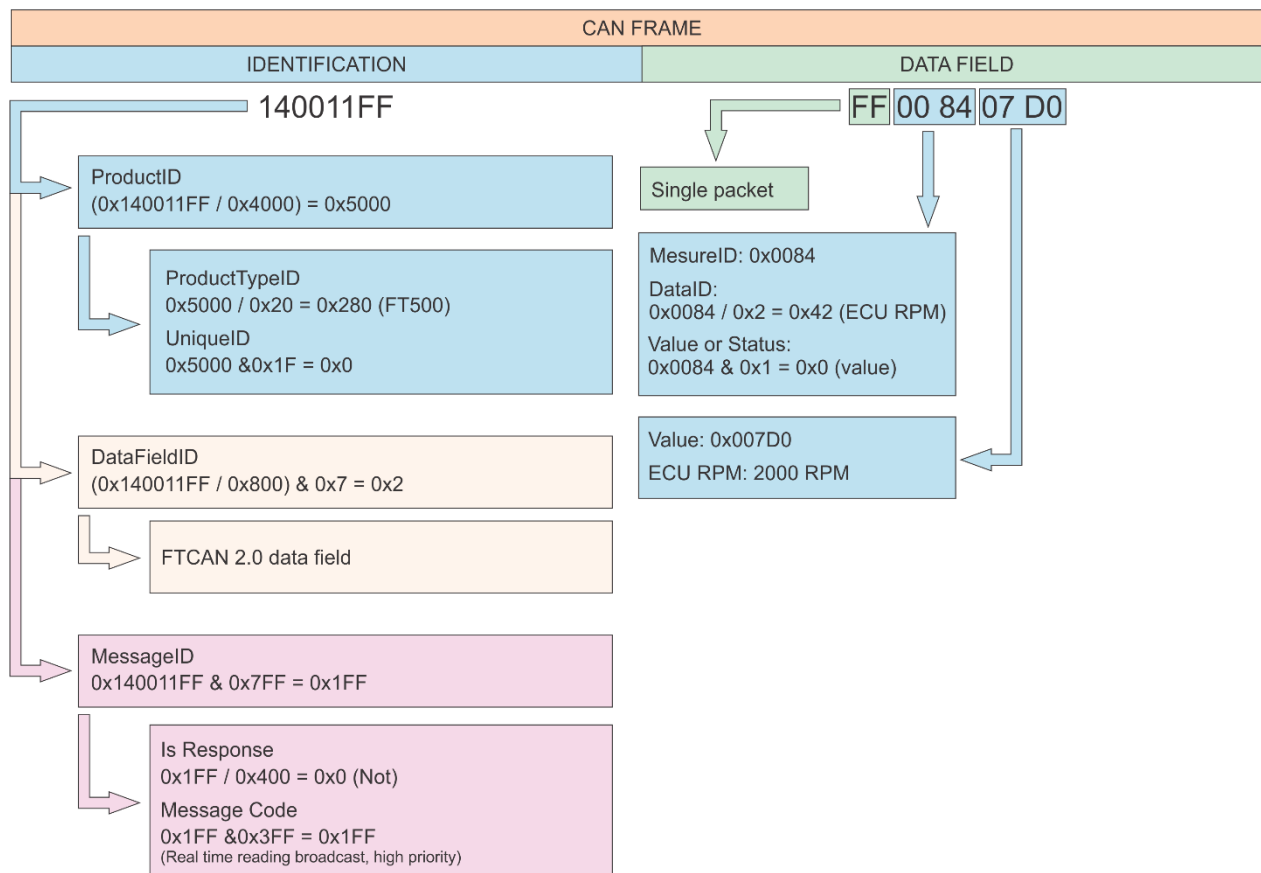 CAN FRAME
IDENTIFICATION
DATA FIELD
140011FF
FF 00 84 07 D0
ProductID
(0x140011FF / 0x4000) = 0x5000
ProductTypeID
0x5000 / 0x20 = 0x280 (FT500)
UniqueID
0x5000 &0x1F = 0x0
DataFieldID
(0x140011FF / 0x800) & 0x7 = 0x2
FTCAN 2.0 data field
MessageID
0x140011FF & 0x7FF = 0x1FF
Is Response
0x1FF / 0x400 = 0x0 (Not)
Message Code
0x1FF &0x3FF = 0x1FF
(Real time reading broadcast, high priority)
Single packet
MesureID: 0x0084
DataID:
0x0084 / 0x2 = 0x42 (ECU RPM)
Value or Status:
0x0084 & 0x1 = 0x0 (value)
Value: 0x007D0
ECU RPM: 2000 RPM